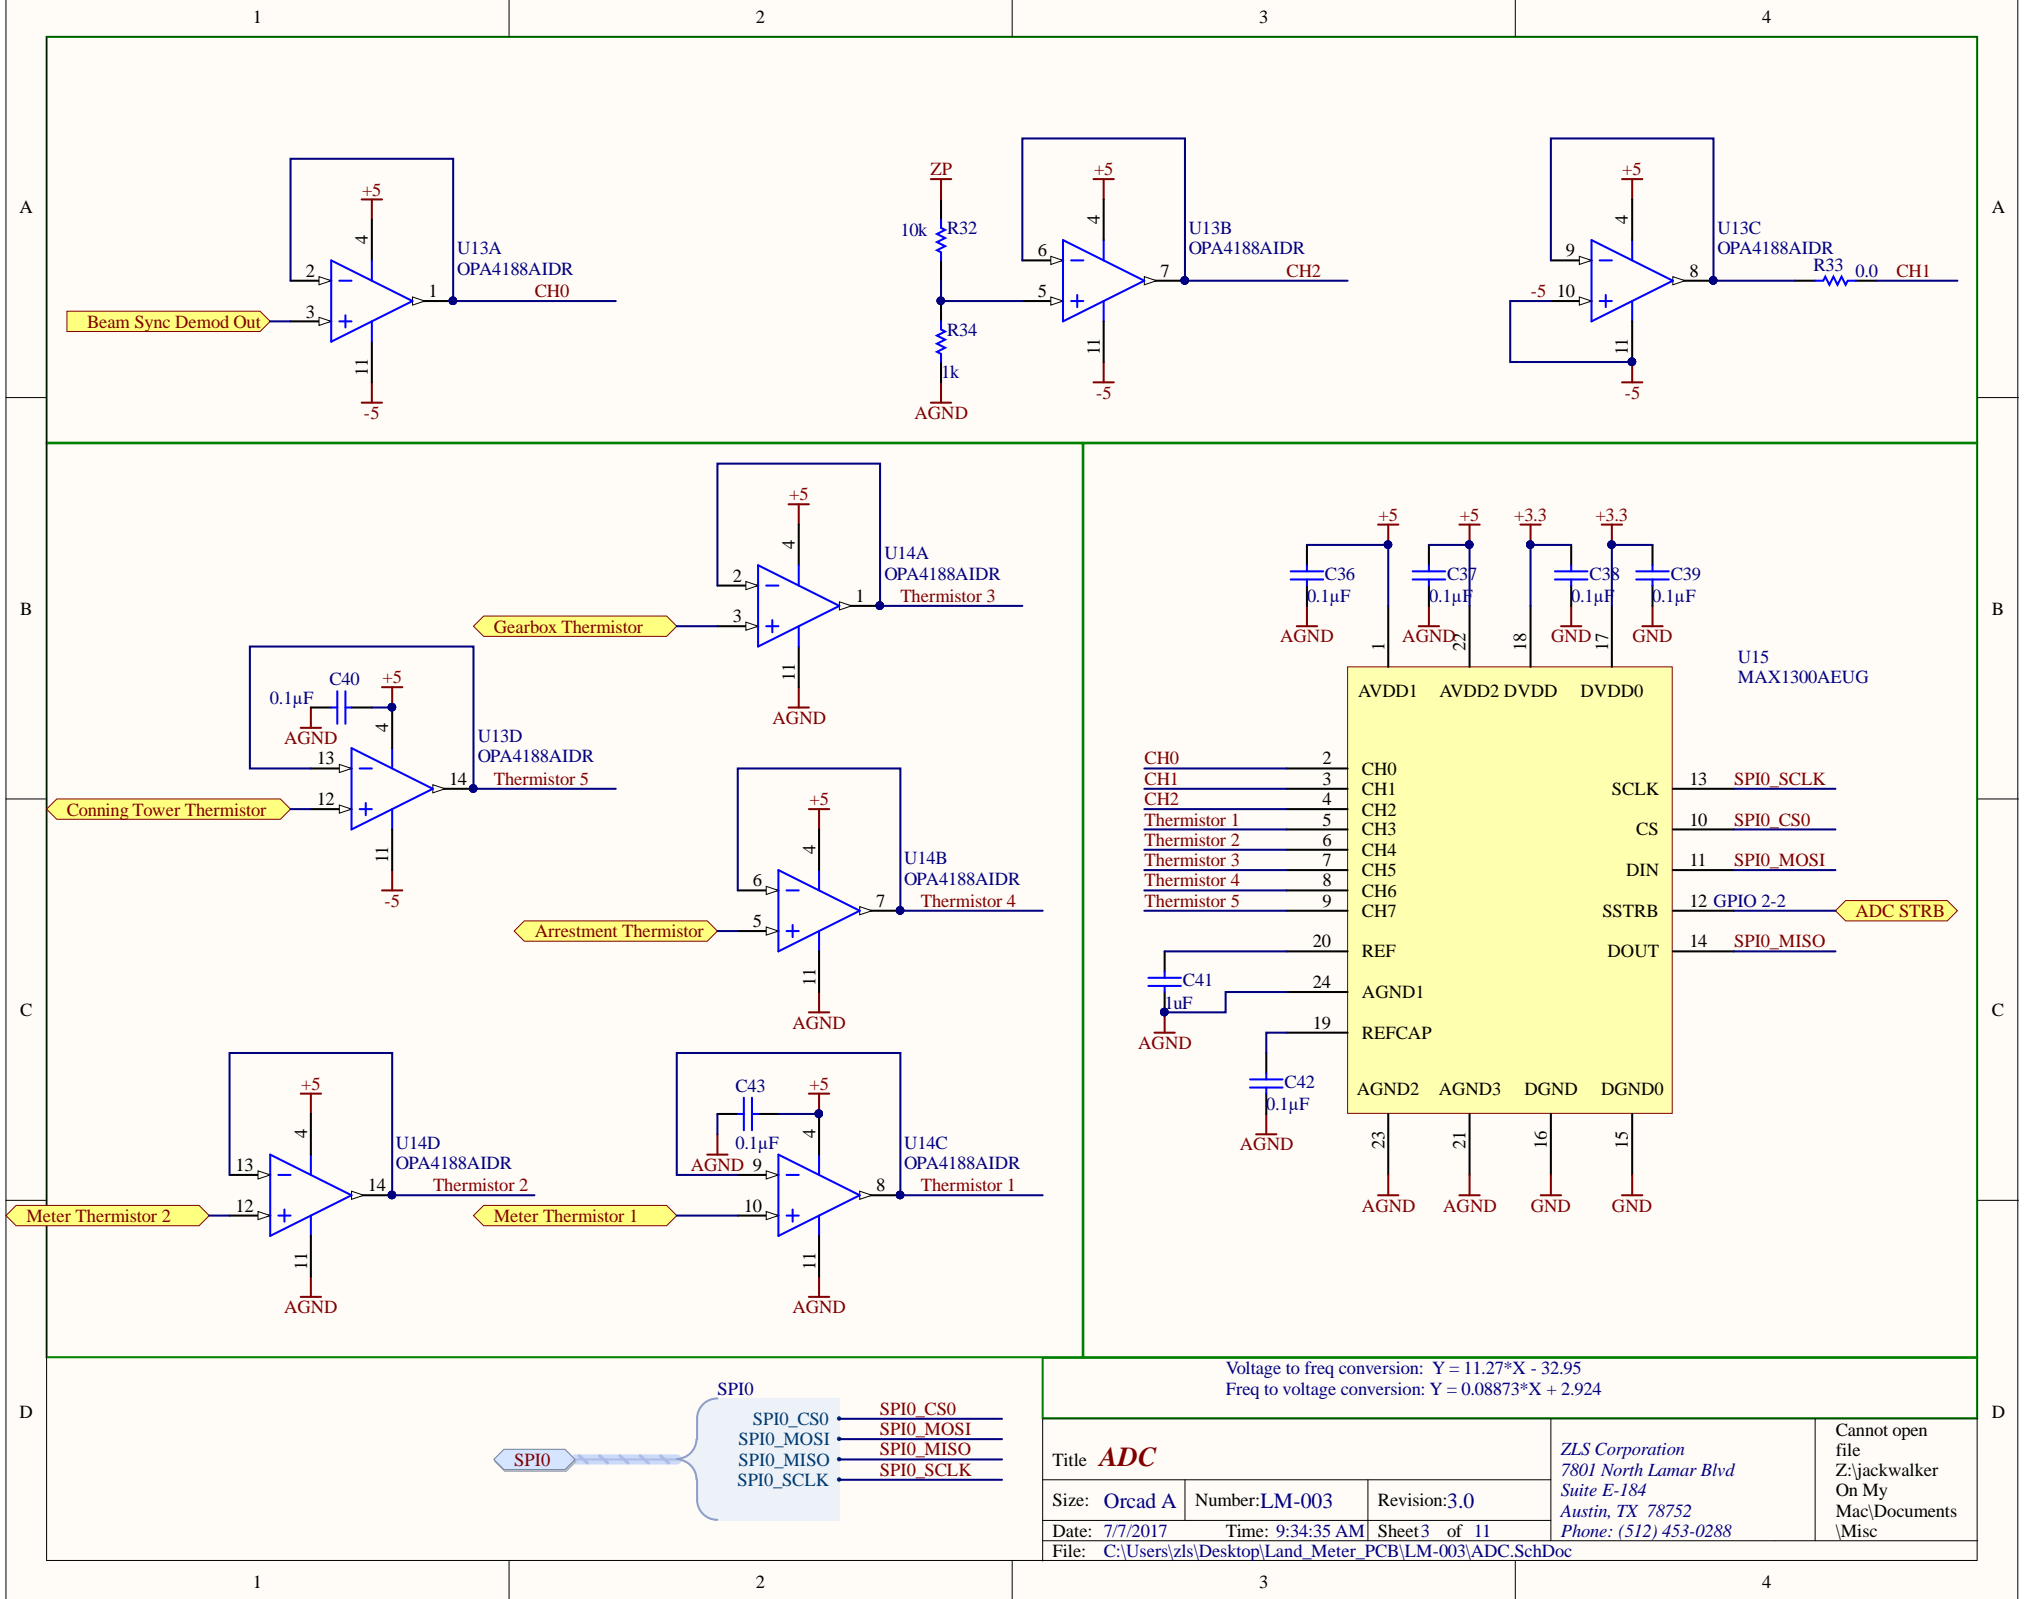 1 2 3 4
A A
ZP
+5 +5 +5
10k R32
4 4 4
U13A
OPA4188AIDR
U13B
OPA4188AIDR
U13C
OPA4188AIDR
2 6 9
1 CH0
7 CH2
8 R33 0.0 CH1
Beam Sync Demod Out 3
5
-5 10
R34
1k
11 11 11
-5
AGND
-5
-5
B B
+5
4
U14A
OPA4188AIDR
2
1 Thermistor 3
Gearbox Thermistor 3
11
AGND
C40
0.1µF
+5
AGND
4
U13D
OPA4188AIDR
13
14 Thermistor 5
Conning Tower Thermistor 12
11
-5
+5
4
U14B
OPA4188AIDR
6
7 Thermistor 4
Arrestment Thermistor 5
11
AGND
C C
+5
4
U14D
OPA4188AIDR
13
14 Thermistor 2
Meter Thermistor 2 12
11
AGND
C43
+5
0.1µF
4
AGND
U14C
OPA4188AIDR
9
8 Thermistor 1
Meter Thermistor 1 10
11
AGND
+5 +5 +3.3 +3.3
C36 C37 C38 C39
0.1µF 0.1µF 0.1µF 0.1µF
AGND AGND GND GND
1 22 18 17
U15
MAX1300AEUG
AVDD1 AVDD2 DVDD DVDD0
CH0 2 CH0
CH1 3 CH1
CH2 4 CH2
Thermistor 1 5 CH3
Thermistor 2 6 CH4
Thermistor 3 7 CH5
Thermistor 4 8 CH6
Thermistor 5 9 CH7
20 REF
24 AGND1
19 REFCAP
SCLK 13 SPI0_SCLK
CS 10 SPI0_CS0
DIN 11 SPI0_MOSI
SSTRB 12 GPIO 2-2 ADC STRB
DOUT 14 SPI0_MISO
C41
1uF
AGND
C42
0.1µF
AGND
AGND2 AGND3 DGND DGND0
23 21 16 15
AGND AGND GND GND
D D
SPI0
SPI0
SPI0_CS0 SPI0_CS0
SPI0_MOSI SPI0_MOSI
SPI0_MISO SPI0_MISO
SPI0_SCLK SPI0_SCLK
Voltage to freq conversion: Y = 11.27*X - 32.95
Freq to voltage conversion: Y = 0.08873*X + 2.924
Title ADC
Size: Orcad A Number:LM-003 Revision:3.0
Date: 7/7/2017 Time: 9:34:35 AM Sheet3 of 11
File: C:\Users\zls\Desktop\Land_Meter_PCB\LM-003\ADC.SchDoc
ZLS Corporation
7801 North Lamar Blvd
Suite E-184
Austin, TX 78752
Phone: (512) 453-0288
Cannot open
file
Z:\jackwalker
On My
Mac\Documents
\Misc
1 2 3 4